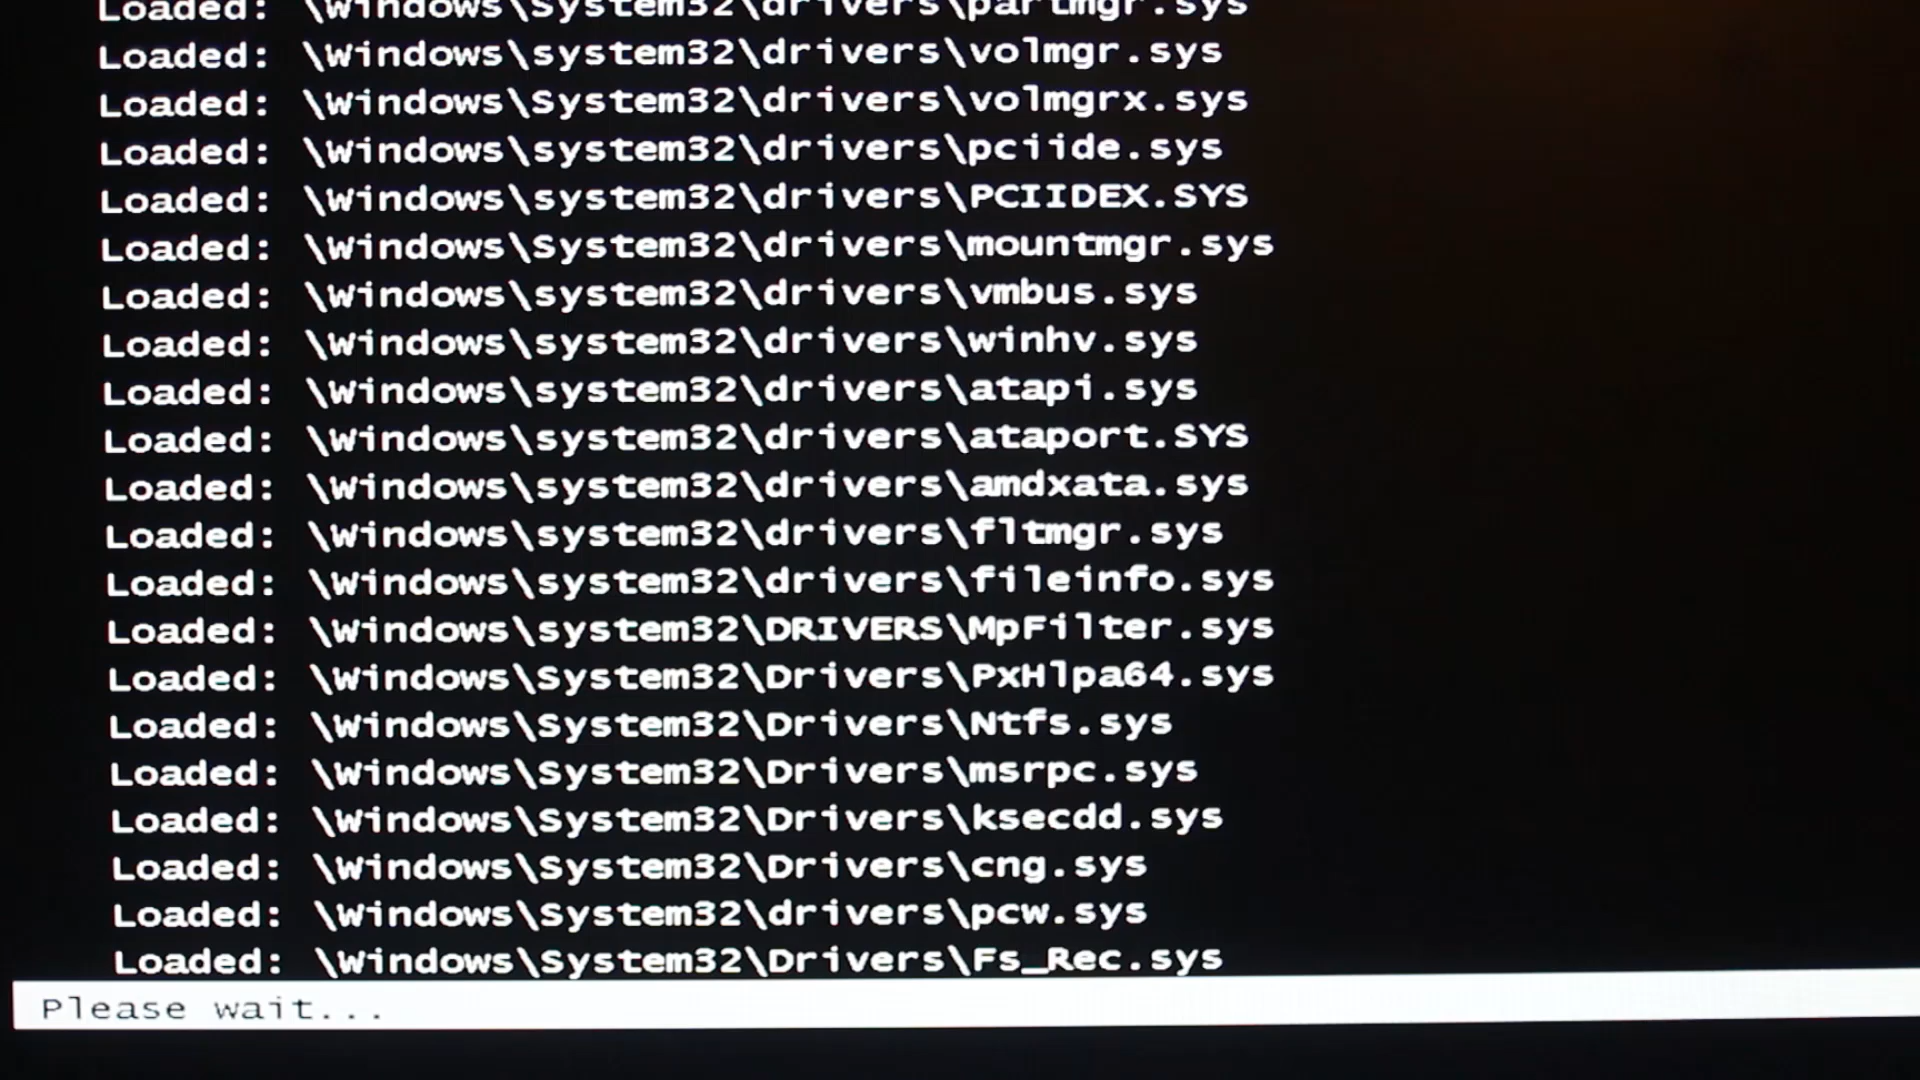 Loaded: \Windows\System32\drivers\partmgr.sys
Loaded: \Windows\system32\drivers\volmgr.sys
Loaded: \Windows\System32\drivers\volmgrx.sys
Loaded: \Windows\system32\drivers\pciide.sys
Loaded: \Windows\system32\drivers\PCIIDEX.SYS
Loaded: \Windows\System32\drivers\mountmgr.sys
Loaded: \Windows\system32\drivers\vmbus.sys
Loaded: \Windows\system32\drivers\winhv.sys
Loaded: \Windows\system32\drivers\atapi.sys
Loaded: \Windows\system32\drivers\ataport.SYS
Loaded: \Windows\system32\drivers\amdxata.sys
Loaded: \Windows\system32\drivers\fltmgr.sys
Loaded: \Windows\system32\drivers\fileinfo.sys
Loaded: \Windows\system32\DRIVERS\MpFilter.sys
Loaded: \Windows\System32\Drivers\PxHlpa64.sys
Loaded: \Windows\System32\Drivers\Ntfs.sys
Loaded: \Windows\System32\Drivers\msrpc.sys
Loaded: \Windows\System32\Drivers\ksecdd.sys
Loaded: \Windows\System32\Drivers\cng.sys
Loaded: \Windows\System32\drivers\pcw.sys
Loaded: \Windows\System32\Drivers\Fs_Rec.sys
Please wait...